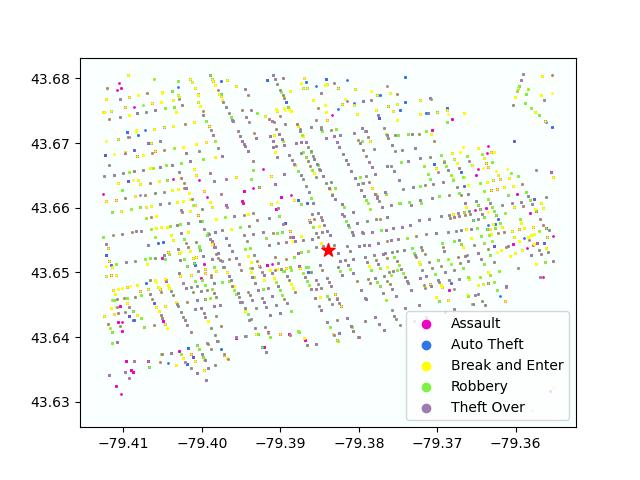 43.68
43.67
43.66
43.65
43.64
43.63
Assault
Auto Theft
Break and Enter
Robbery
Theft Over
−79.41 −79.40 −79.39 −79.38 −79.37 −79.36